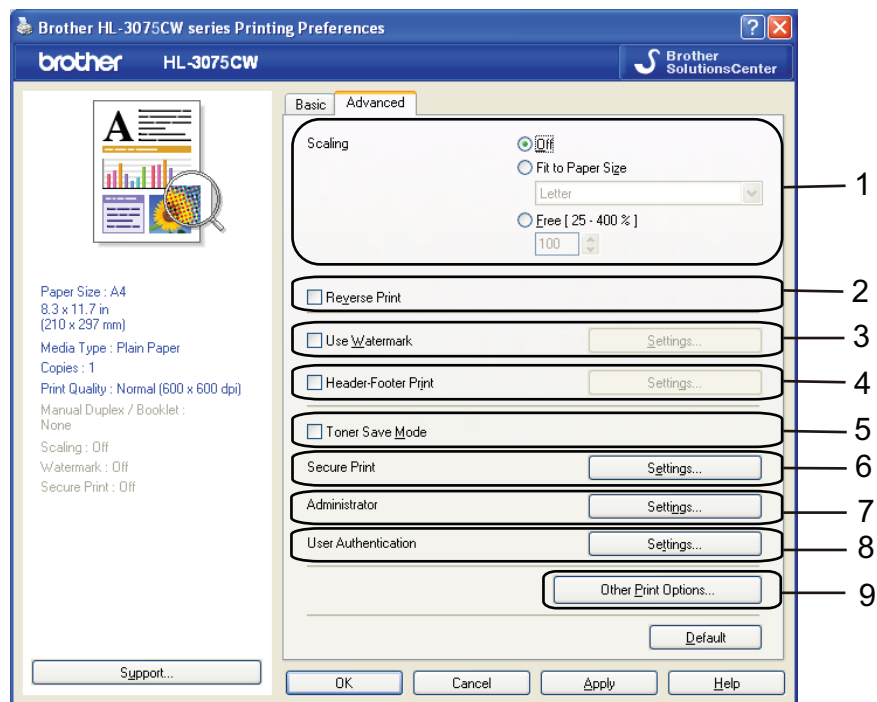 Brother HL-3075CW series Printing Preferences
brother HL-3075CW
Brother
SolutionsCenter
Basic Advanced
A
Scaling
Off
Fit to Paper Size
Letter
Free [ 25 - 400 % ]
100
1
Reverse Print
2
Use Watermark Settings...
3
Header-Footer Print Settings...
4
Toner Save Mode
5
Secure Print Settings...
6
Administrator Settings...
7
User Authentication Settings...
8
Other Print Options...
9
Default
Paper Size : A4
8.3 x 11.7 in
(210 x 297 mm)
Media Type : Plain Paper
Copies : 1
Print Quality : Normal (600 x 600 dpi)
Manual Duplex / Booklet :
None
Scaling : Off
Watermark : Off
Secure Print : Off
Support...
OK Cancel Apply Help